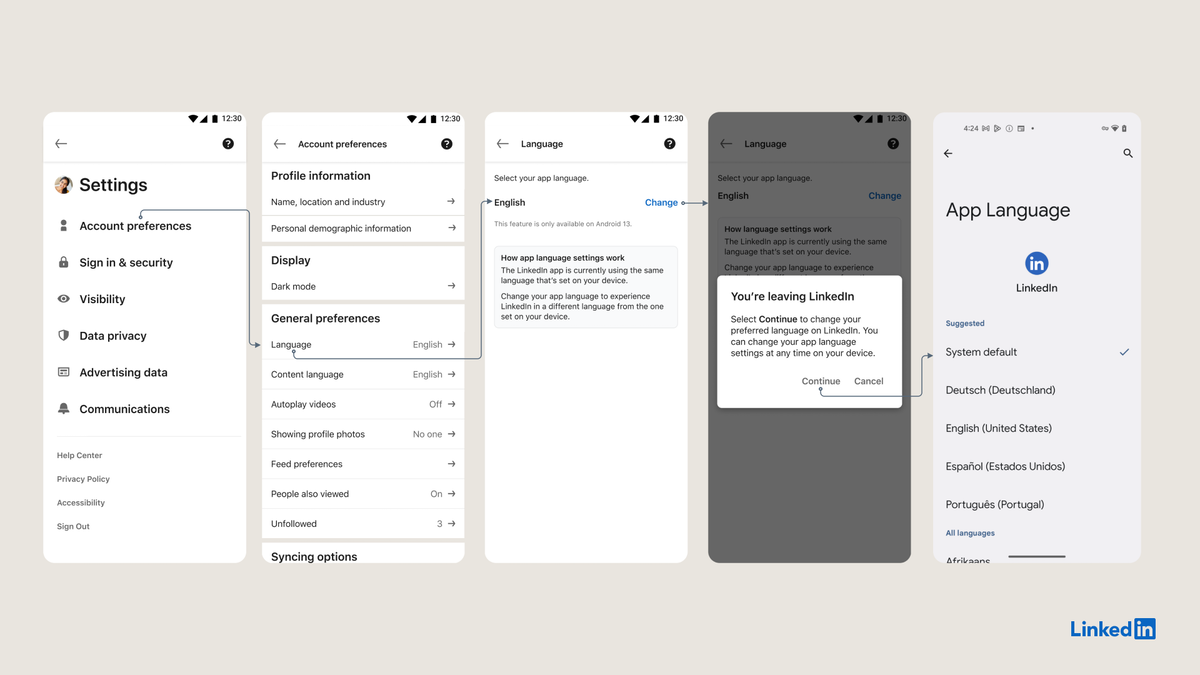 12:30
Settings
Account preferences
Sign in & security
Visibility
Data privacy
Advertising data
Communications
Help Center
Privacy Policy
Accessibility
Sign Out
12:30
Account preferences
Profile information
Name, location and industry
Personal demographic information
Display
Dark mode
General preferences
Language English
Content language English
Autoplay videos Off
Showing profile photos No one
Feed preferences
People also viewed On
Unfollowed 3
Syncing options
12:30
Language
Select your app language.
English Change
This feature is only available on Android 13.
How app language settings work
The LinkedIn app is currently using the same
language that's set on your device.
Change your app language to experience
LinkedIn in a different language from the one
set on your device.
12:30
Language
Select your app language.
English Change
How language settings work
The LinkedIn app is currently using the same
language that's set on your device.
Change your app language to experience
You're leaving LinkedIn
Select Continue to change your
preferred language on LinkedIn. You
can change your app language
settings at any time on your device.
Continue Cancel
4:24
App Language
in
LinkedIn
Suggested
System default
Deutsch (Deutschland)
English (United States)
Español (Estados Unidos)
Português (Portugal)
All languages
Afrikaans
LinkedIn